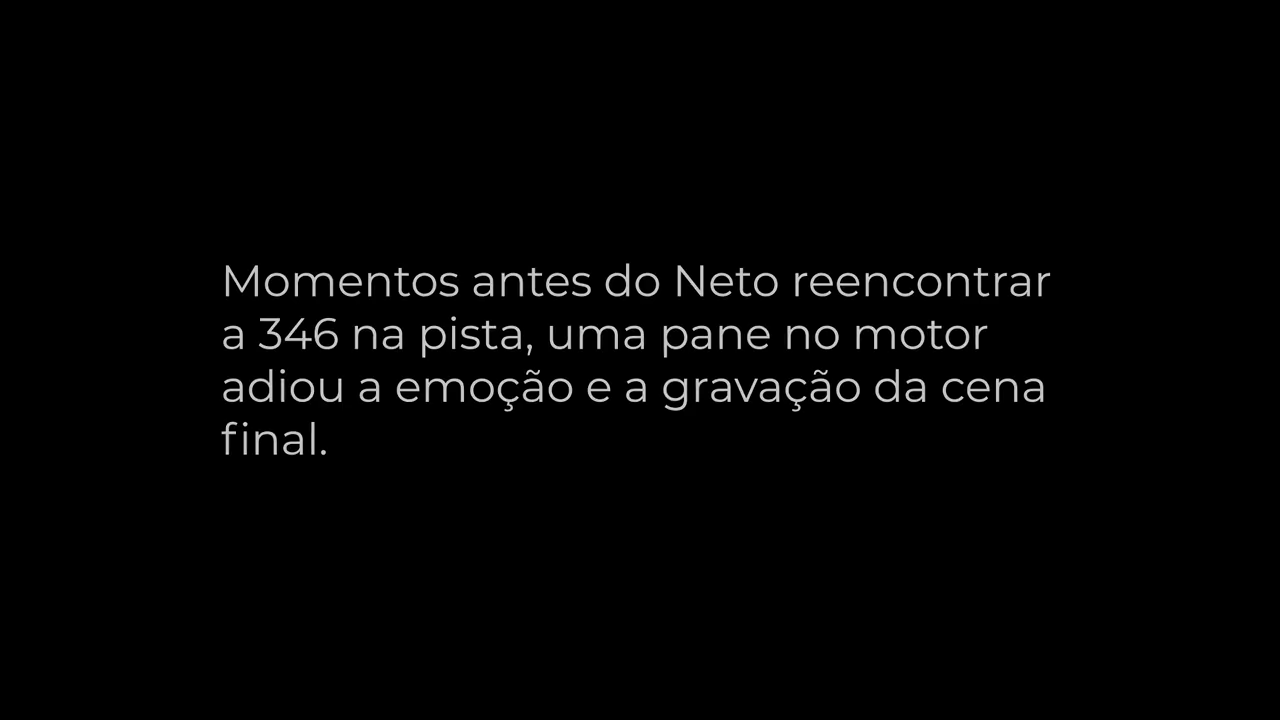 Momentos antes do Neto reencontrar
a 346 na pista, uma pane no motor
adiou a emoção e a gravação da cena
final.